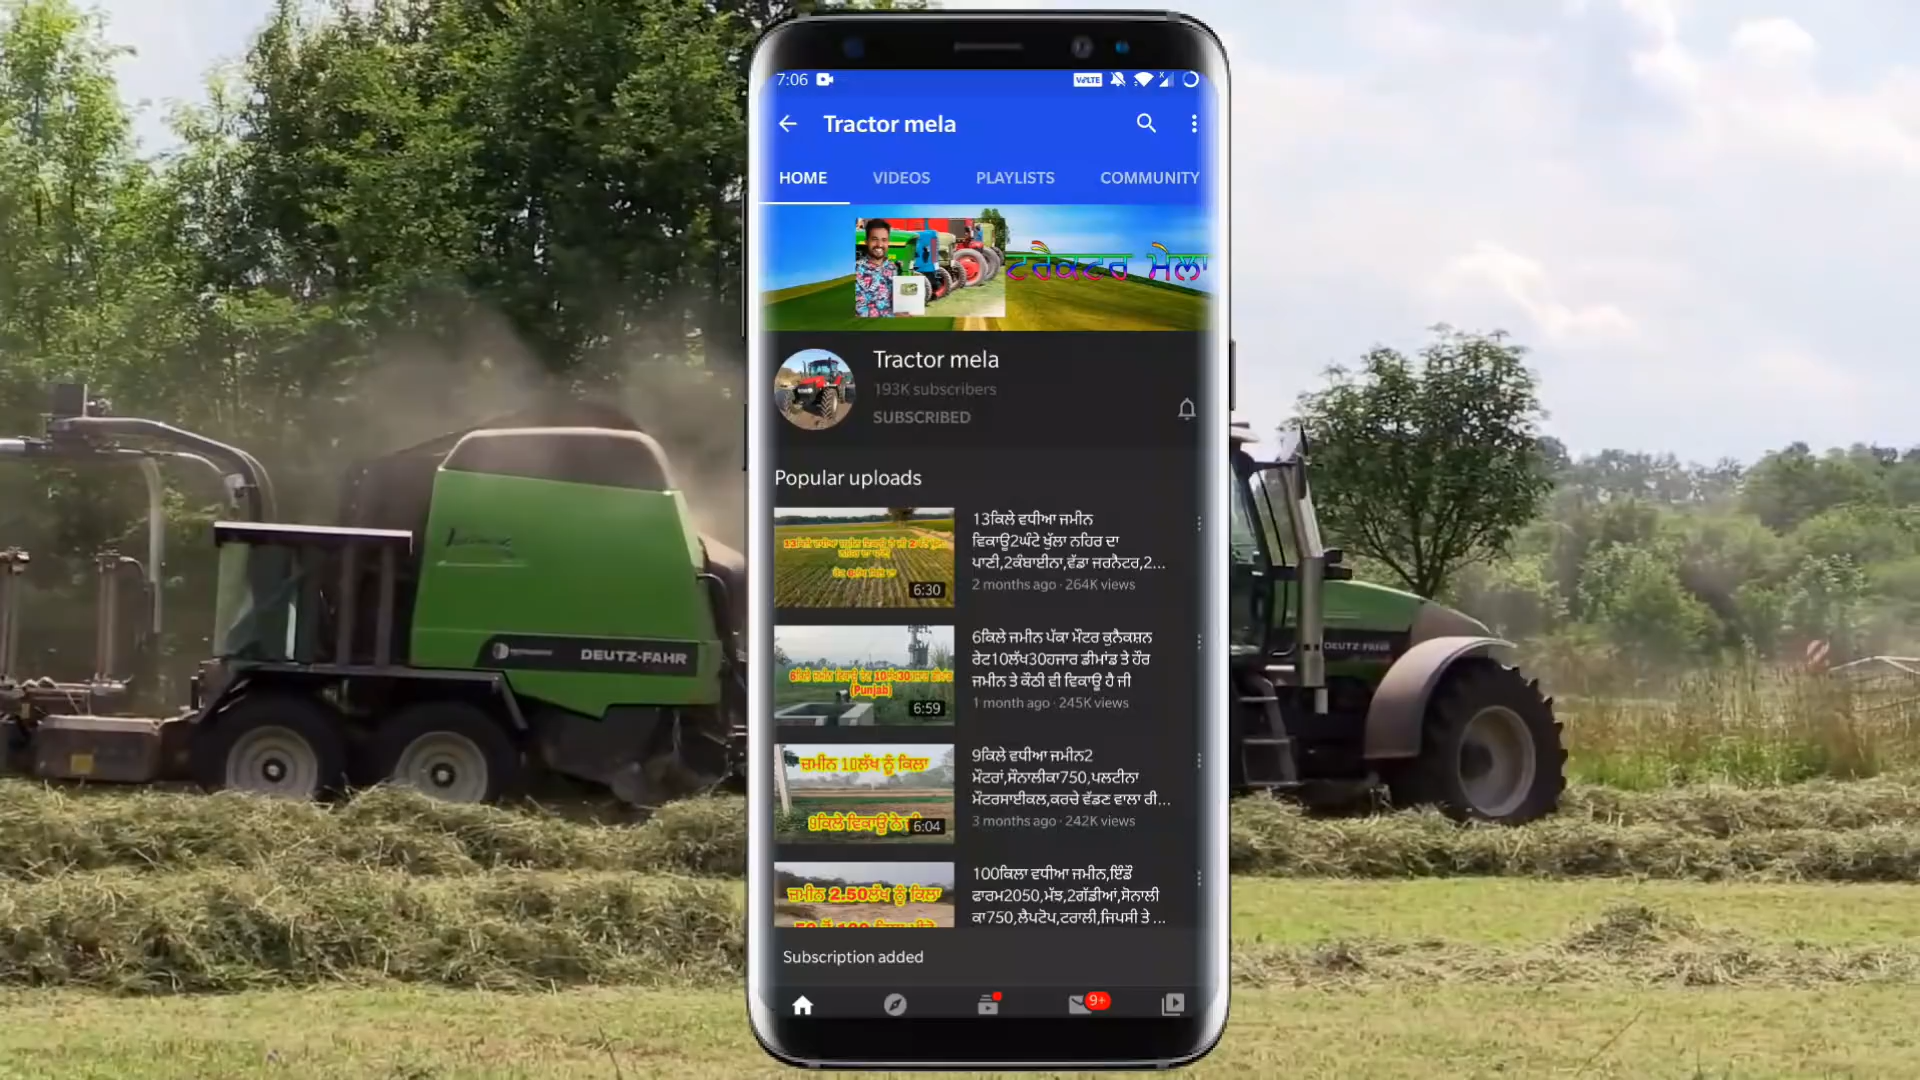 7:06
VoLTE
Tractor mela
HOME VIDEOS PLAYLISTS COMMUNITY
ਟਰੈਕਟਰ ਮੇਲਾ
Tractor mela
193K subscribers
SUBSCRIBED
Popular uploads
6:30
13ਕਿਲੇ ਵਧੀਆ ਜਮੀਨ
ਵਿਕਾਊ2ਘੰਟੇ ਖੁੱਲਾ ਨਹਿਰ ਦਾ
ਪਾਣੀ,2ਕੰਬਾਈਨਾ,ਵੱਡਾ ਜਰਨੈਟਰ,2...
2 months ago · 264K views
(Punjab)
6:59
6ਕਿਲੇ ਜਮੀਨ ਪੱਕਾ ਮੌਟਰ ਕੁਨੈਕਸ਼ਨ
ਰੇਟ10ਲੱਖ30ਹਜਾਰ ਡੀਮਾਂਡ ਤੇ ਹੌਰ
ਜਮੀਨ ਤੇ ਕੌਠੀ ਵੀ ਵਿਕਾਊ ਹੈ ਜੀ
1 month ago · 245K views
ਜ਼ਮੀਨ 10ਲੱਖ ਨੂੰ ਕਿਲਾ
9ਕਿਲੇ ਵਿਕਾਊ ਨੇ
6:04
9ਕਿਲੇ ਵਧੀਆ ਜਮੀਨ2
ਮੌਟਰਾਂ,ਸੌਨਾਲੀਕਾ750,ਪਲਟੀਨਾ
ਮੌਟਰਸਾਈਕਲ,ਕਰਚੇ ਵੱਡਣ ਵਾਲਾ ਰੀ...
3 months ago · 242K views
ਜ਼ਮੀਨ 2.50ਲੱਖ ਨੂੰ ਕਿਲਾ
100ਕਿਲਾ ਵਧੀਆ ਜਮੀਨ,ਇੰਡੌ
ਫਾਰਮ2050,ਮੱਝ,2ਗੱਡੀਆਂ,ਸੋਨਾਲੀ
ਕਾ750,ਲੈਪਟੋਪ,ਟਰਾਲੀ,ਜਿਪਸੀ ਤੇ ...
Subscription added
9+
DEUTZ-FAHR
DEUTZ-FAHR